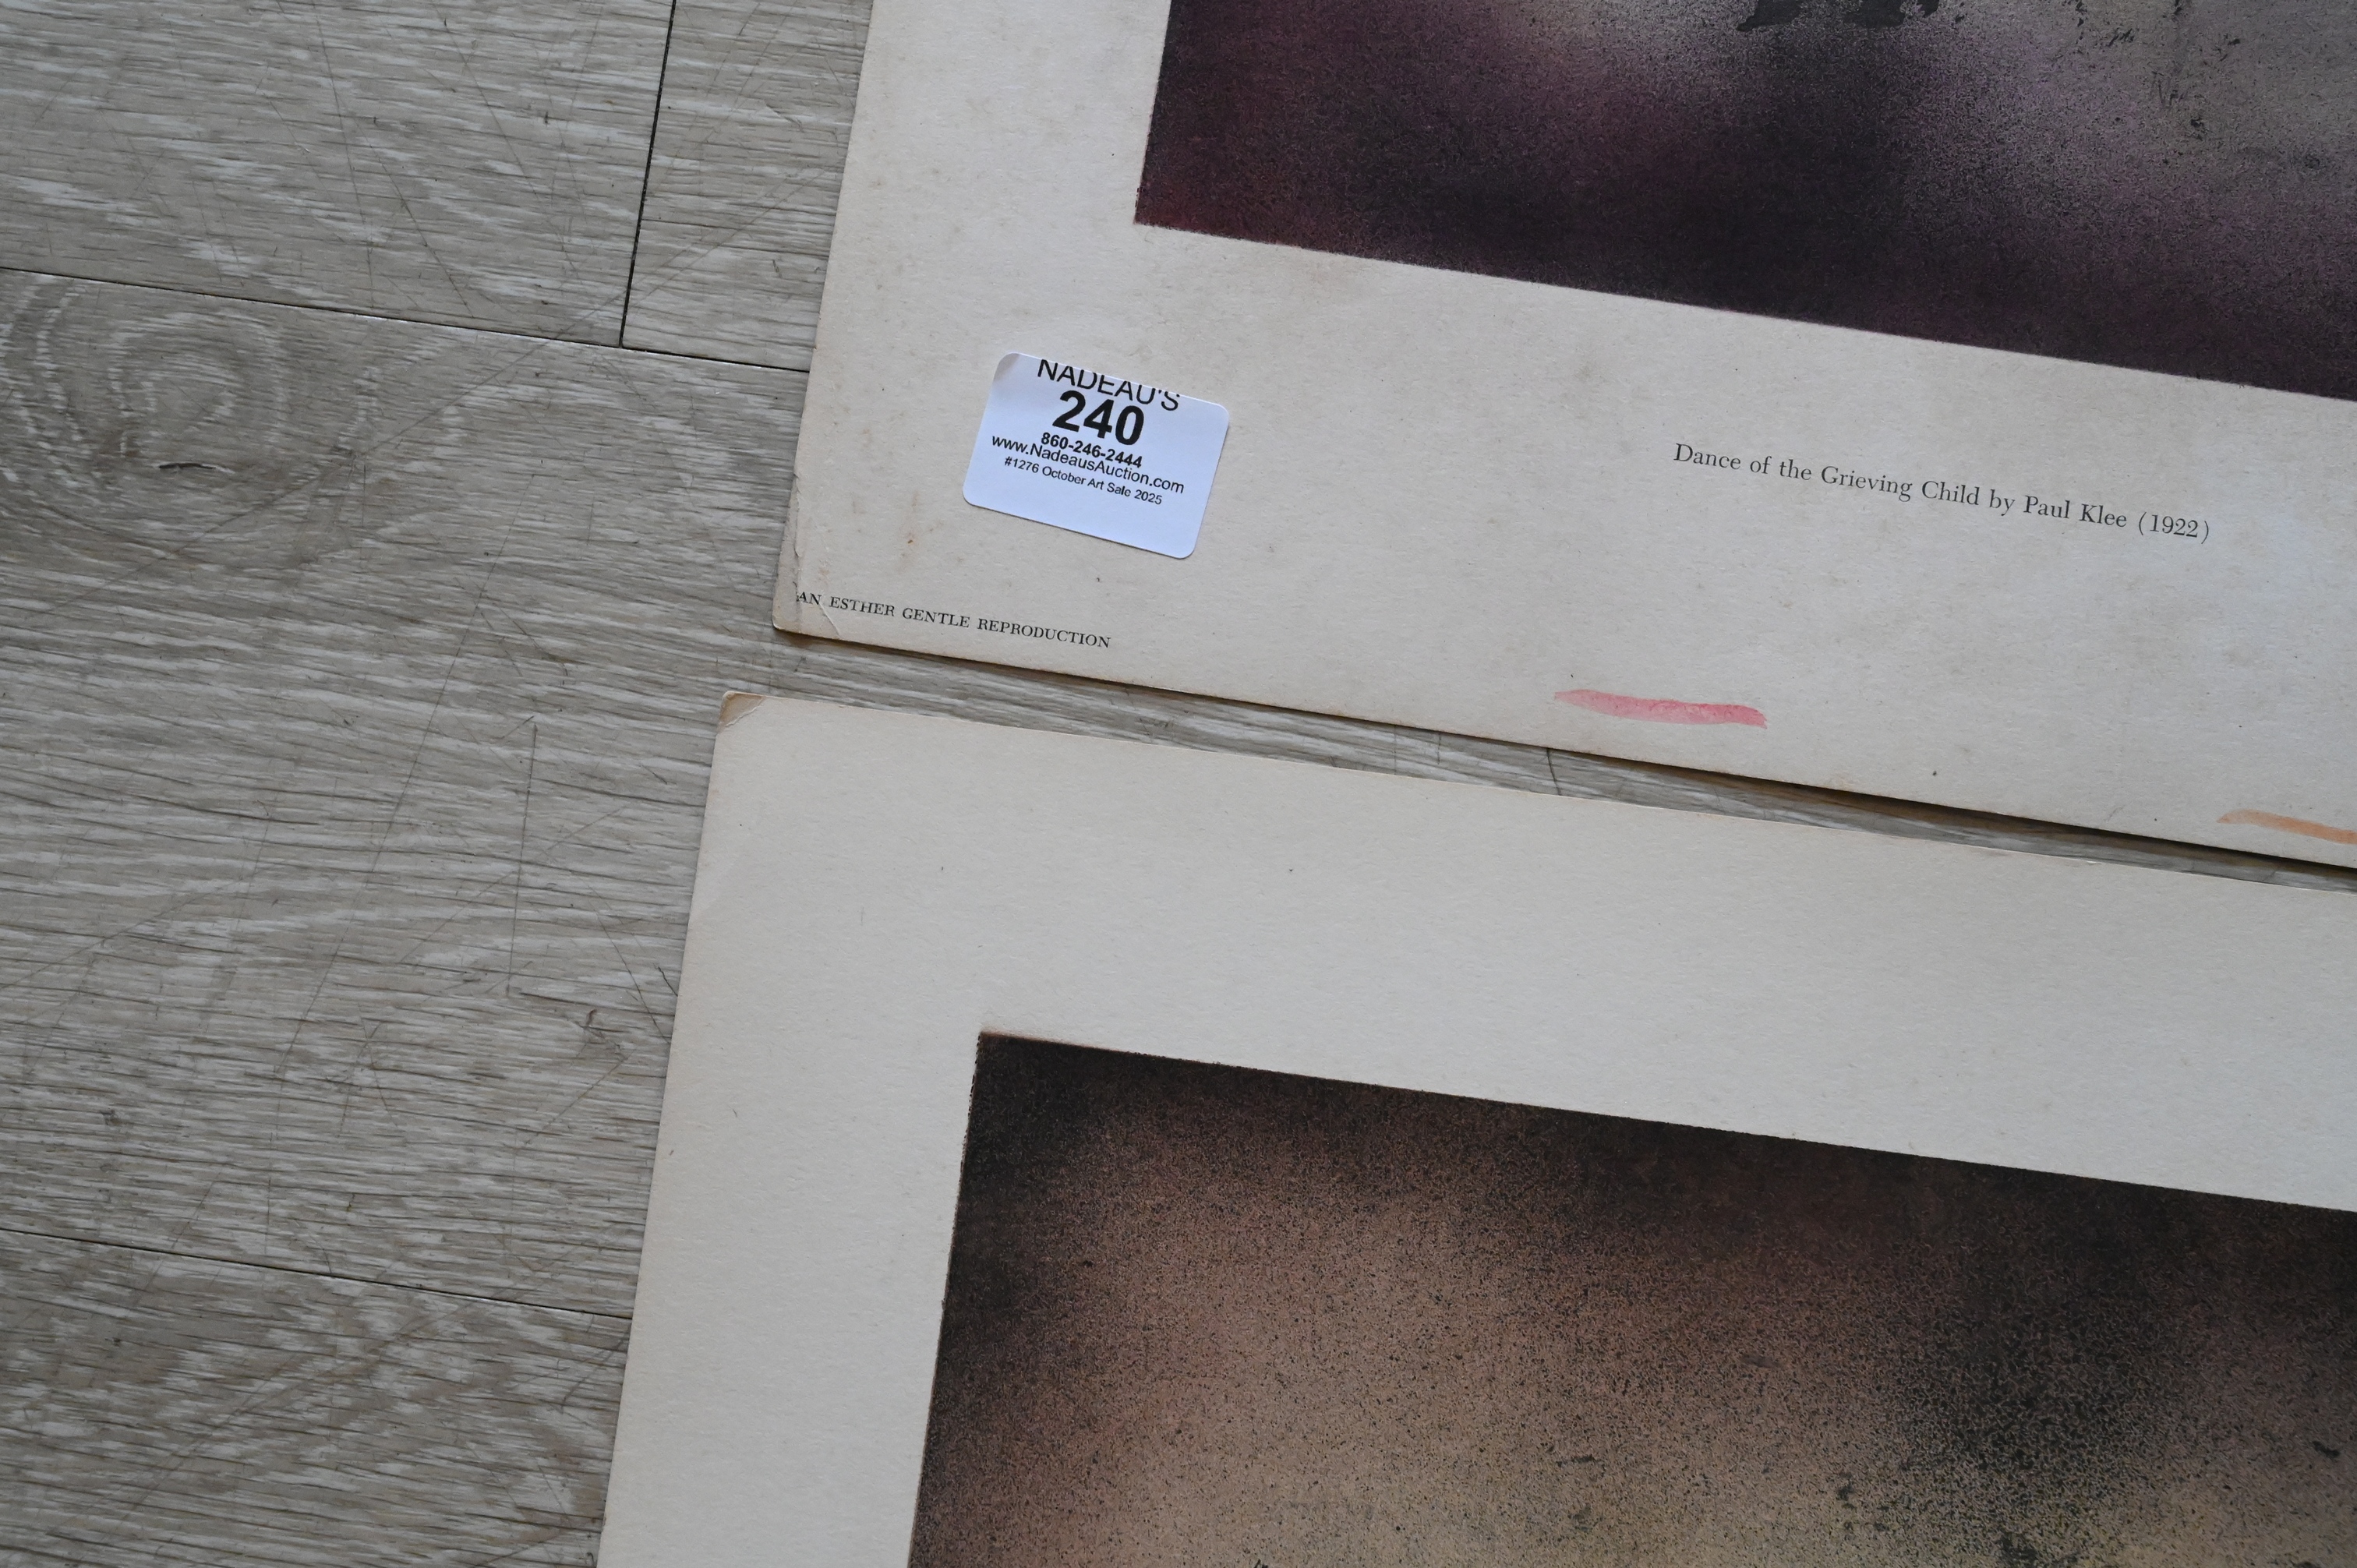 NADEAU'S
240
860-246-2444
www.NadeausAuction.com
#1276 October Art Sale 2025
Dance of the Grieving Child by Paul Klee (1922)
AN ESTHER GENTLE REPRODUCTION